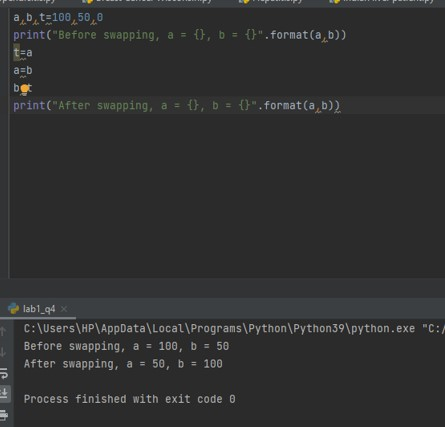 a,b,t=100,50,0
print("Before swapping, a = {}, b = {}".format(a,b))
t=a
a=b
b t
print("After swapping, a = {}, b = {}".format(a,b))
lab1_q4
C:\Users\HP\AppData\Local\Programs\Python\Python39\python.exe "C:/
Before swapping, a = 100, b = 50
After swapping, a = 50, b = 100
Process finished with exit code 0